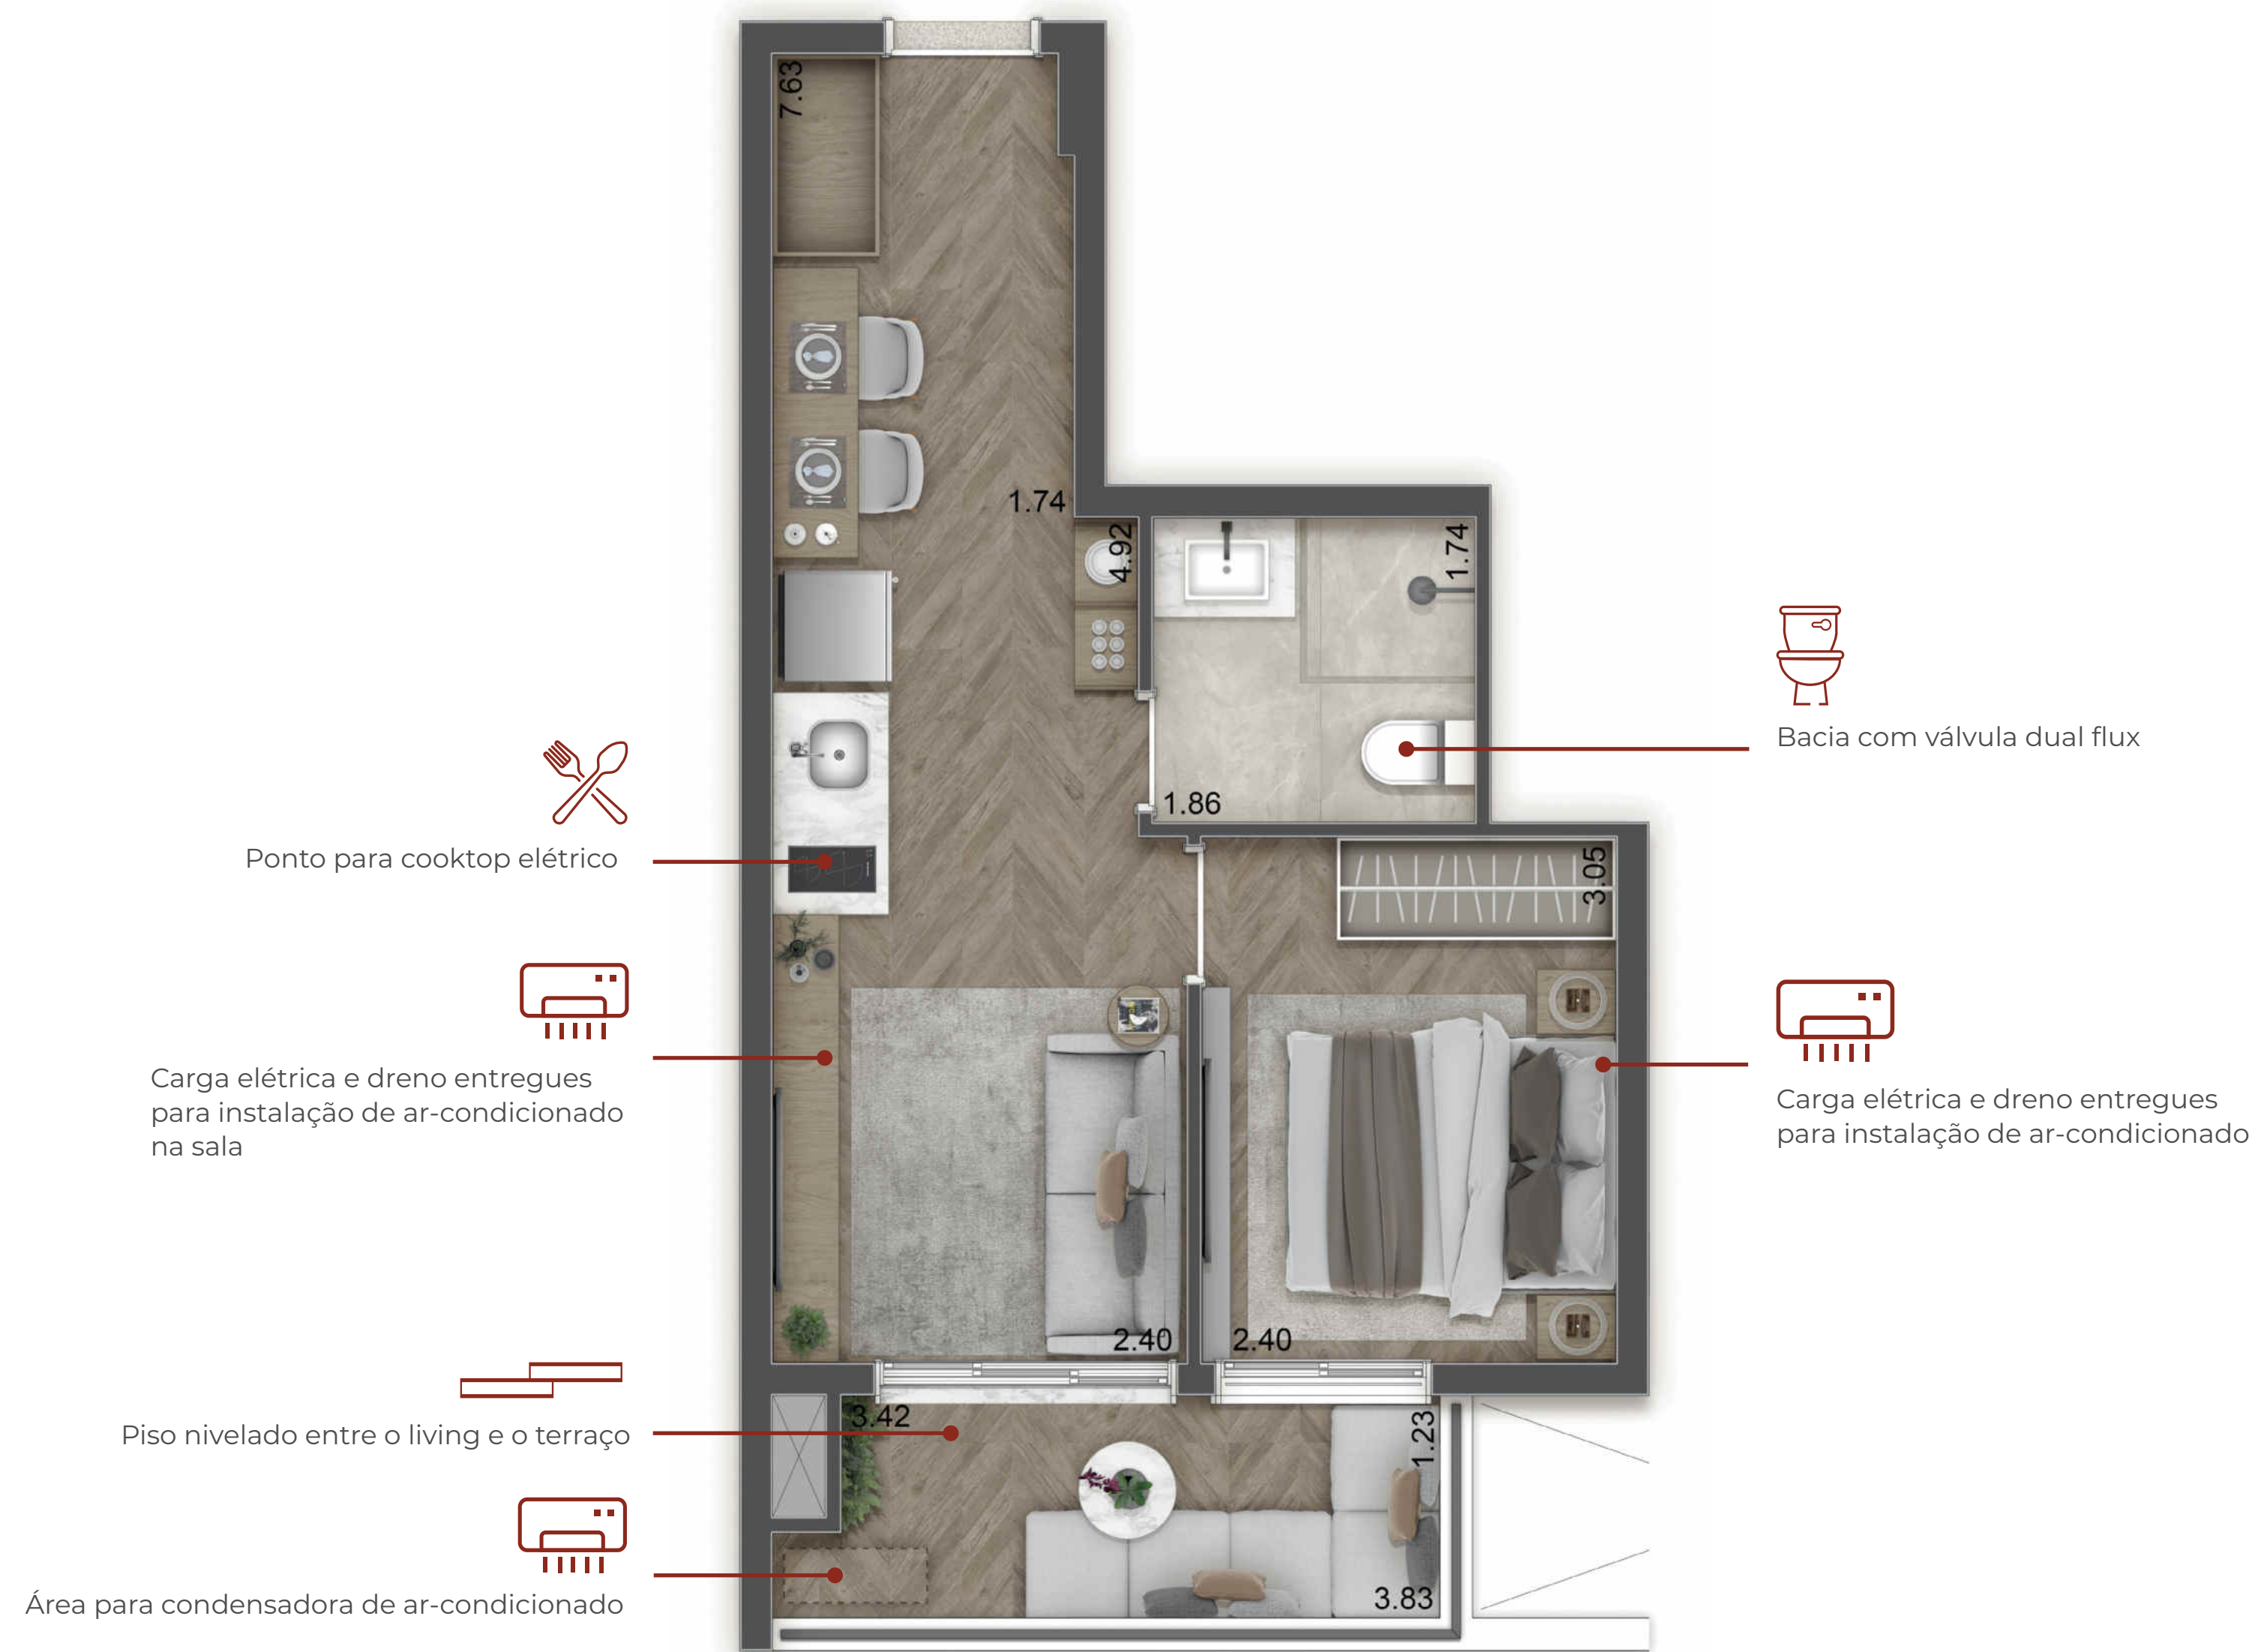 7.63
1.74
4.92
1.74
1.86
Bacia com válvula dual flux
Ponto para cooktop elétrico
3.05
Carga elétrica e dreno entregues
para instalação de ar-condicionado
na sala
Carga elétrica e dreno entregues
para instalação de ar-condicionado
2.40
2.40
3.42
1.23
Piso nivelado entre o living e o terraço
3.83
Área para condensadora de ar-condicionado